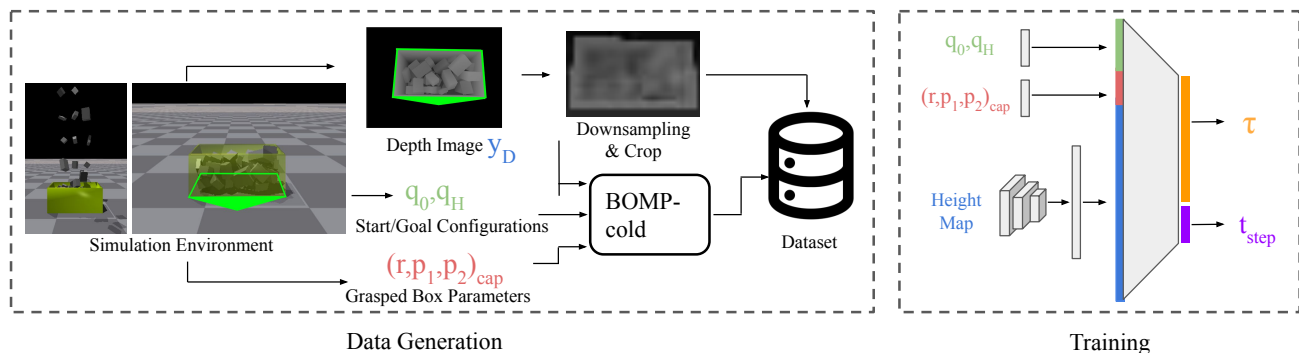 Simulation Environment
Depth Image y_D
Downsampling
& Crop
q_0,q_H
Start/Goal Configurations
(r,p_1,p_2)_cap
Grasped Box Parameters
BOMP-
cold
Dataset
Data Generation
q_0,q_H
(r,p_1,p_2)_cap
Height
Map
τ
t_step
Training